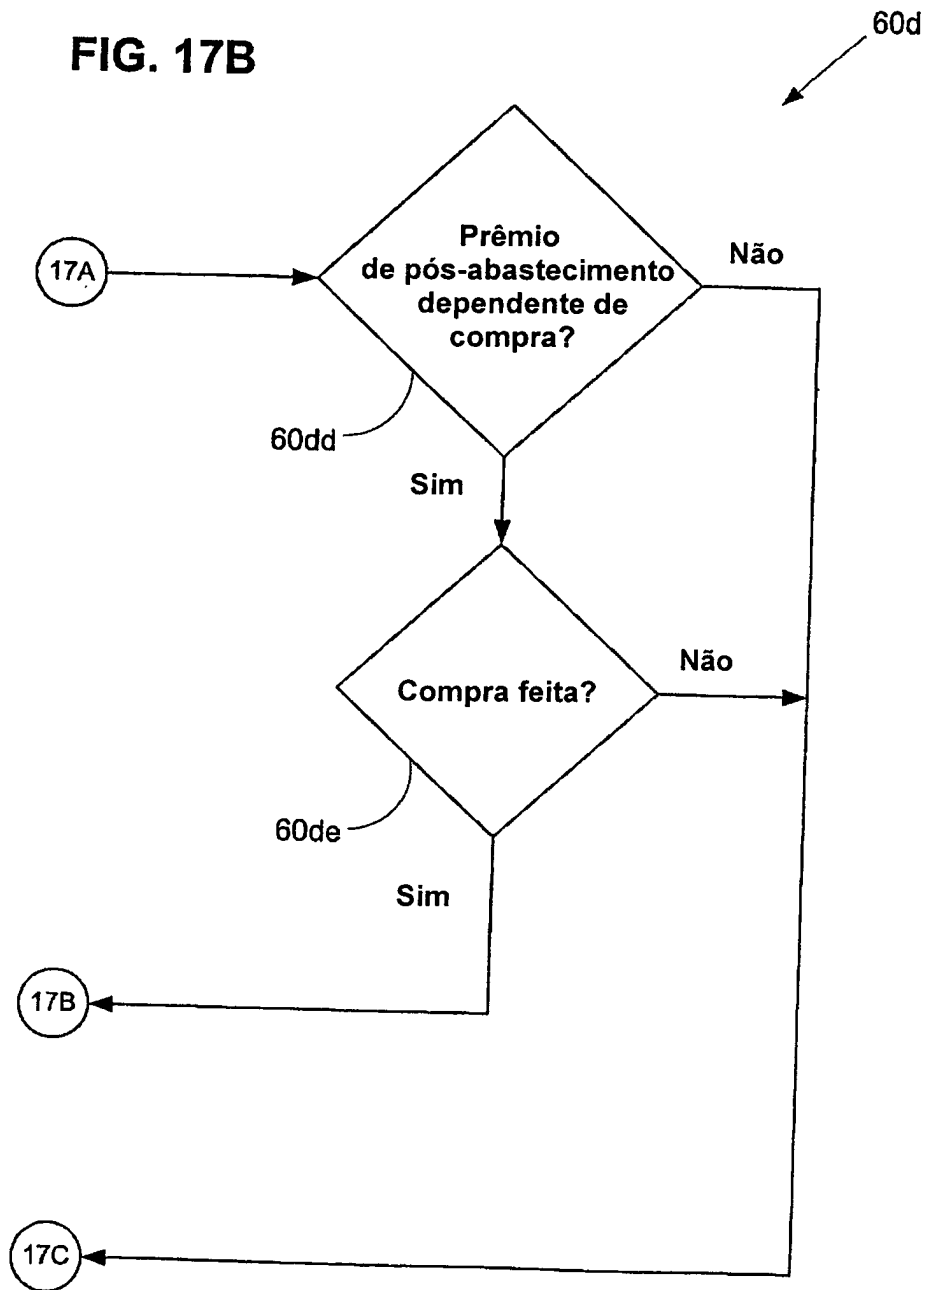 60d
FIG. 17B
17A
Prêmio
de pós-abastecimento
dependente de
compra?
Não
60dd
Sim
Compra feita?
Não
60de
Sim
17B
17C